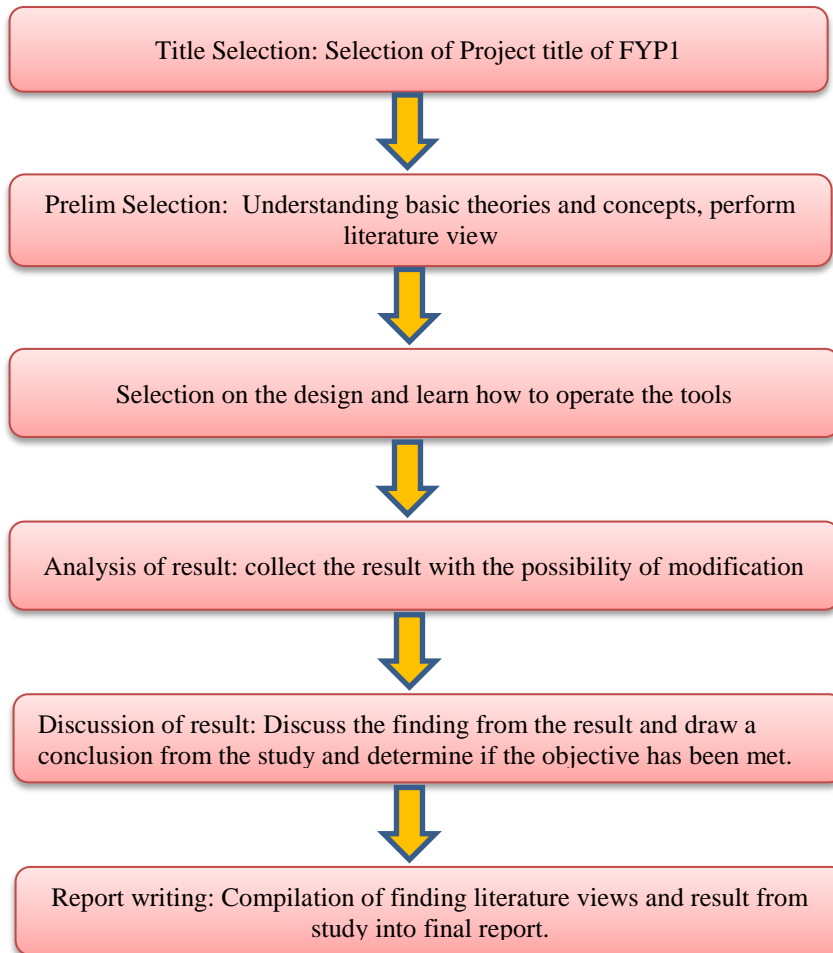 Title Selection: Selection of Project title of FYP1
Prelim Selection:  Understanding basic theories and concepts, perform
literature view
Selection on the design and learn how to operate the tools
Analysis of result: collect the result with the possibility of modification
Discussion of result: Discuss the finding from the result and draw a
conclusion from the study and determine if the objective has been met.
Report writing: Compilation of finding literature views and result from
study into final report.